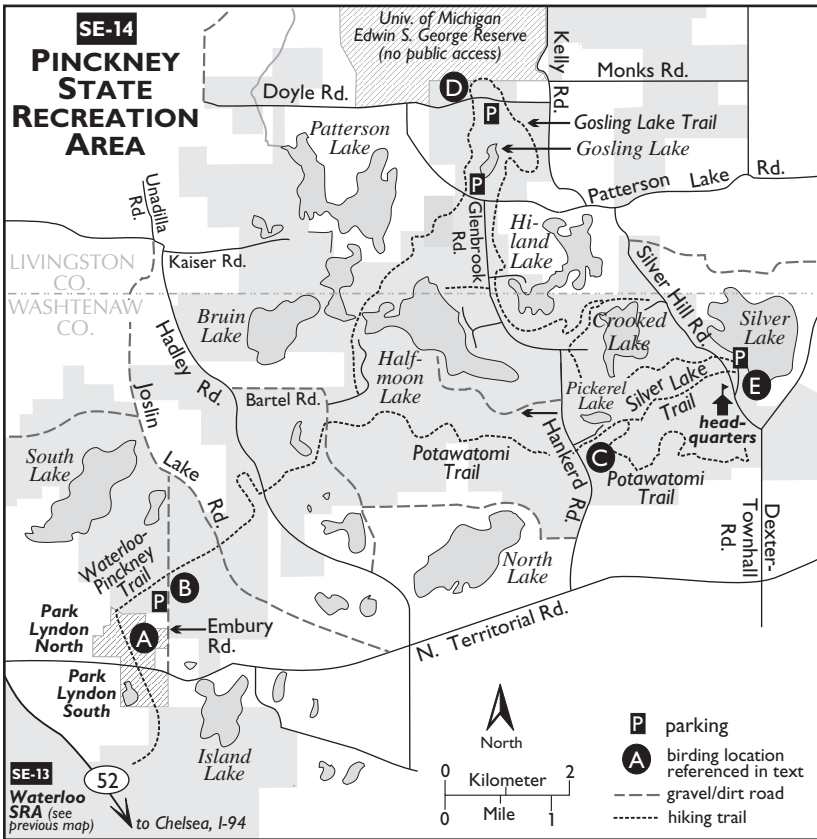 SE-14
PINCKNEY
STATE
RECREATION
AREA
Univ. of Michigan
Edwin S. George Reserve
(no public access)
Kelly Rd.
Monks Rd.
Doyle Rd.
D
P
Gosling Lake Trail
Gosling Lake
Patterson
Lake
P
Patterson Lake Rd.
Unadilla
Rd.
Glenbrook
Rd.
Hi-
land
Lake
Kaiser Rd.
LIVINGSTON
CO.
WASHTENAW
CO.
Silver Hill Rd.
Bruin
Lake
Crooked
Lake
Silver
Lake
Hadley Rd.
Half-
moon
Lake
P
E
Joslin Lake Rd.
Bartel Rd.
Pickerel
Lake
Silver Lake
Trail
head-
quarters
Hankerd Rd.
South
Lake
Potawatomi
Trail
C
Potawatomi
Trail
Dexter-
Townhall
Rd.
Waterloo-
Pinckney
Trail
North
Lake
B
P
Park
Lyndon
North
A
Embury
Rd.
N. Territorial Rd.
Park
Lyndon
South
Island
Lake
North
P parking
A birding location
referenced in text
gravel/dirt road
hiking trail
0 2
Kilometer
Mile
0 1
SE-13
Waterloo
SRA (see
previous map)
52
to Chelsea, I-94